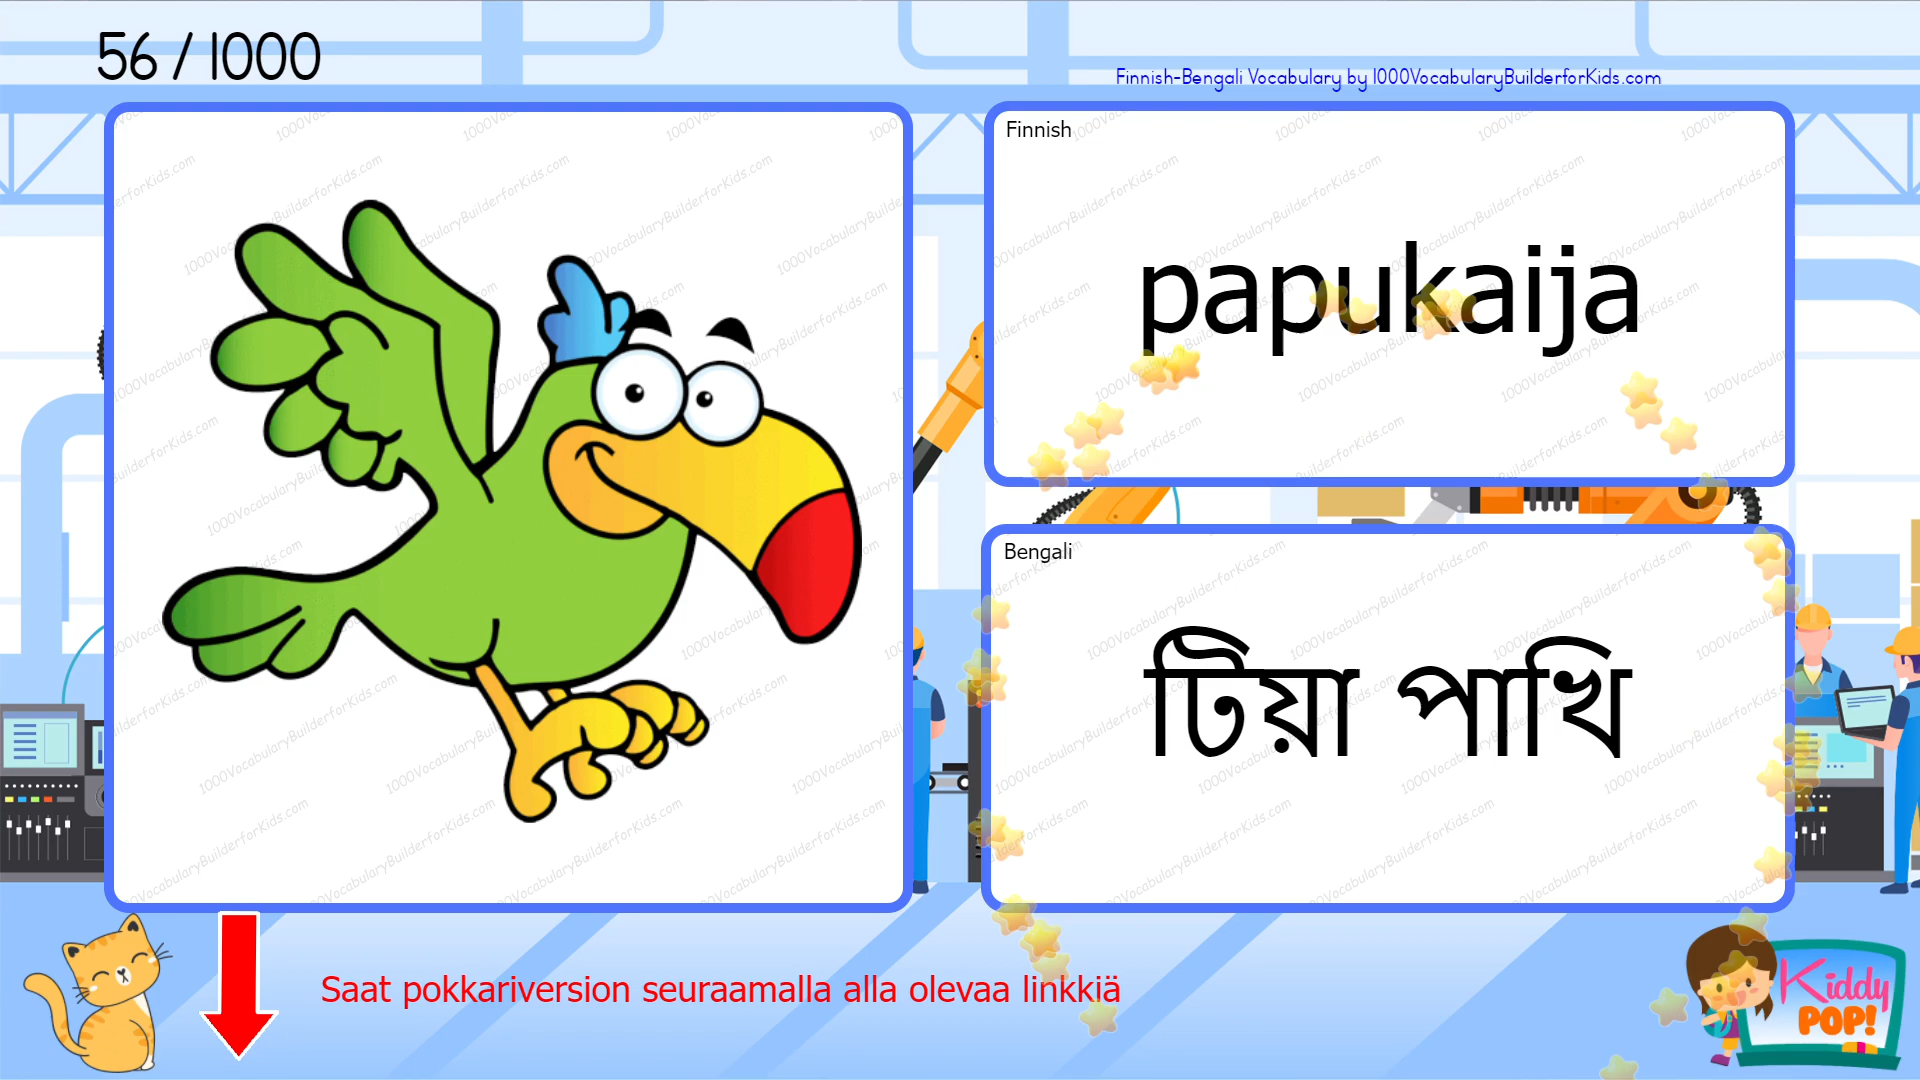 56 / 1000
Finnish-Bengali Vocabulary by 1000VocabularyBuilderforKids.com
Finnish
papukaija
Bengali
টিয়া পাখি
Saat pokkariversion seuraamalla alla olevaa linkkiä
Kiddy
POP!